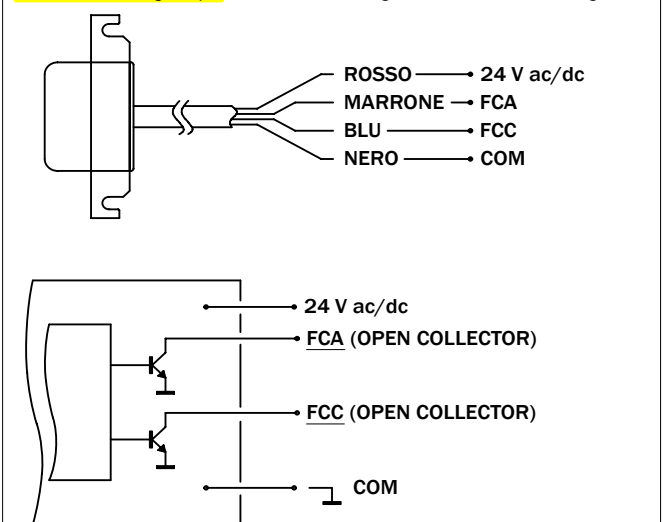 ROSSO 24 V ac/dc
MARRONE FCA
BLU FCC
NERO COM
24 V ac/dc
FCA (OPEN COLLECTOR)
FCC (OPEN COLLECTOR)
COM